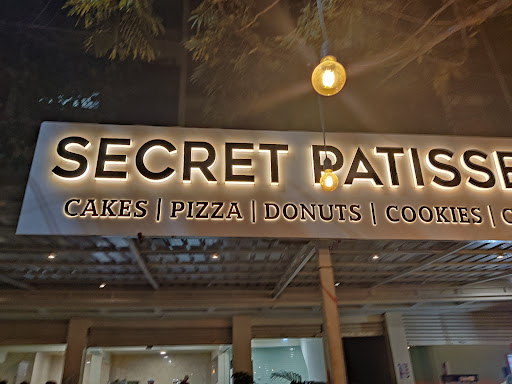 SECRET PATISSE
CAKES | PIZZA | DONUTS | COOKIES | C